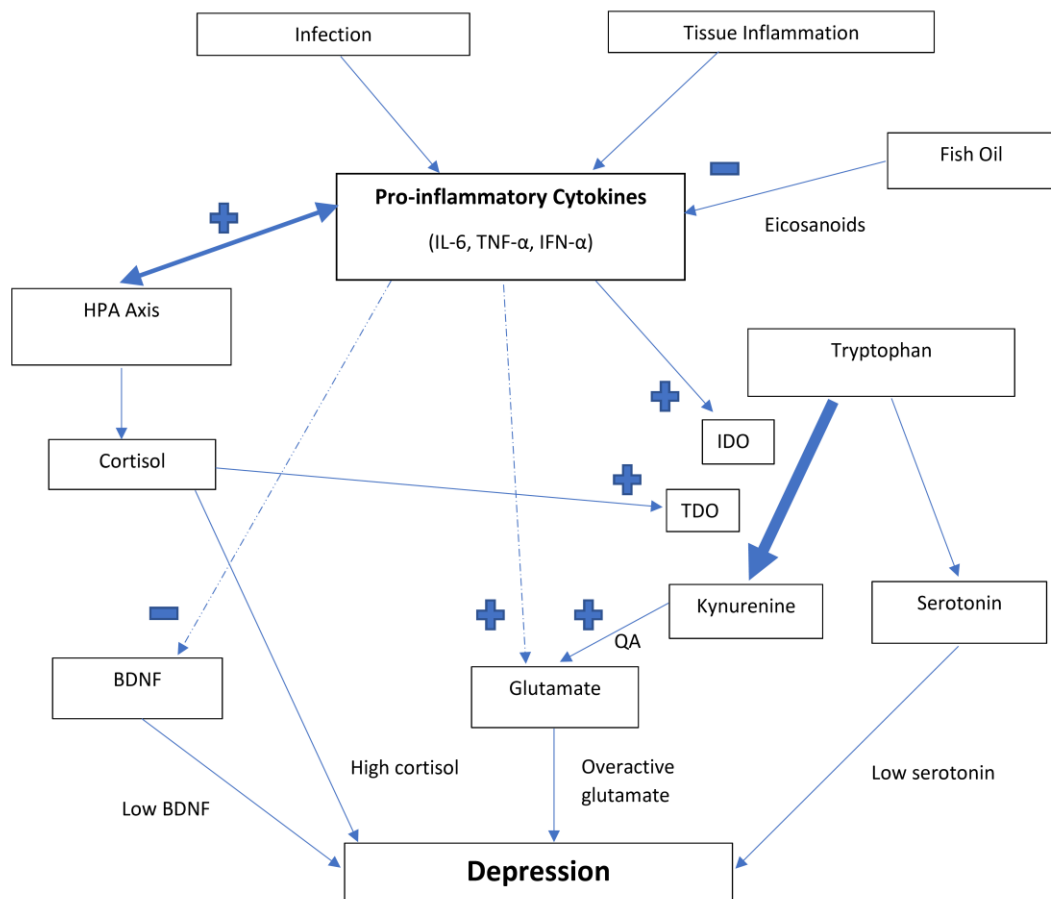 Infection
Tissue Inflammation
Fish Oil
Pro-inflammatory Cytokines
(IL-6, TNF-α, IFN-α)
Eicosanoids
HPA Axis
Tryptophan
IDO
Cortisol
TDO
Kynurenine
Serotonin
QA
BDNF
Glutamate
High cortisol
Overactive
glutamate
Low serotonin
Low BDNF
Depression